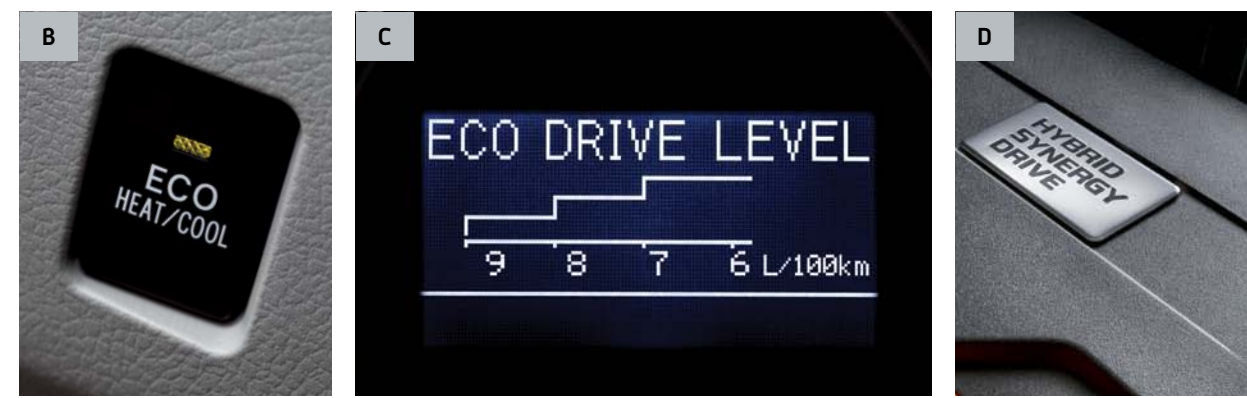 B
ECO
HEAT/COOL
C
ECO DRIVE LEVEL
9 8 7 6 L/100km
D
HYBRID
SYNERGY
DRIVE